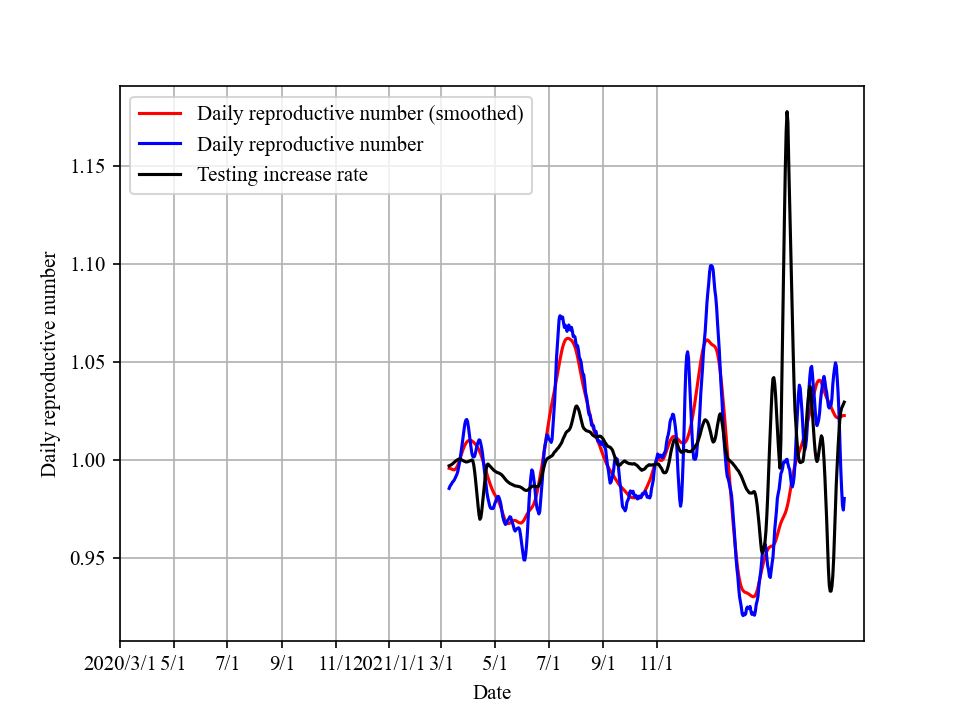 Daily reproductive number (smoothed)
Daily reproductive number
Testing increase rate
1.15
1.10
1.05
1.00
0.95
Daily reproductive number
2020/3/1 5/1 7/1 9/1 11/1 2021/1/1 3/1 5/1 7/1 9/1 11/1
Date